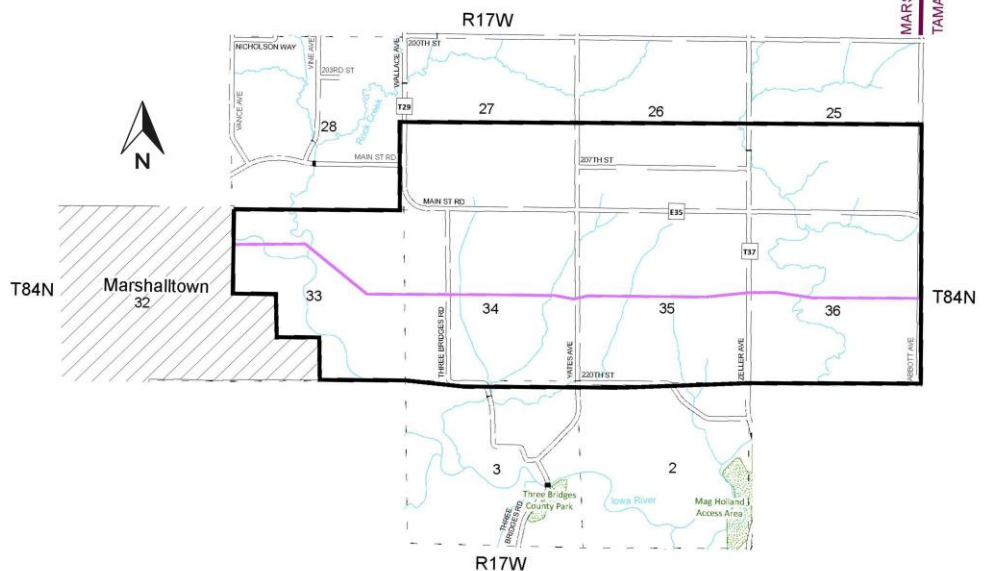 R17W
MARS
TAMA
NICHOLSON WAY
VINE AVE
WALLACE AVE
200TH ST
203RD ST
VANCE AVE
Rock Creek
T29
27
26
25
28
N
MAIN ST RD
207TH ST
MAIN ST RD
E35
T84N
Marshalltown
32
33
T37
T84N
34
35
36
THREE BRIDGES RD
YATES AVE
220TH ST
ZELLER AVE
ABBOTT AVE
3
2
Three Bridges
County Park
Iowa River
Mag Holland
Access Area
THREE
BRIDGES RD
R17W